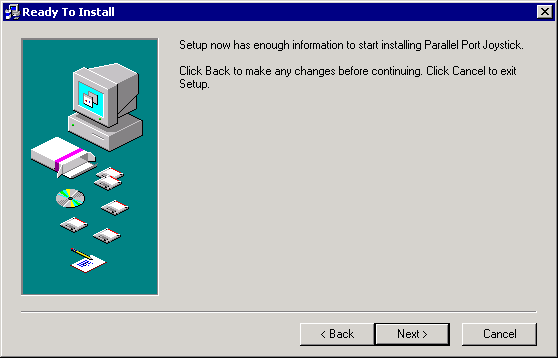 Ready To Install
Setup now has enough information to start installing Parallel Port Joystick.
Click Back to make any changes before continuing. Click Cancel to exit
Setup.
< Back
Next >
Cancel